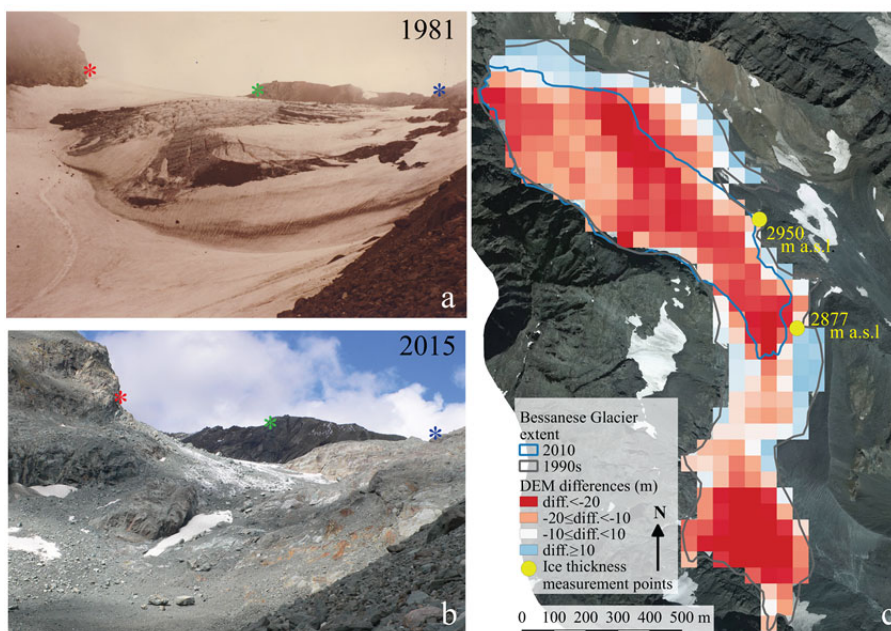 1981
a
2015
b
2950
m a.s.l.
2877
m a.s.l
Bessanese Glacier
extent
2010
1990s
DEM differences (m)
diff.<-20
-20≤diff.<-10
-10≤diff.<10
diff.≥10
Ice thickness
measurement points
N
0 100 200 300 400 500 m
c